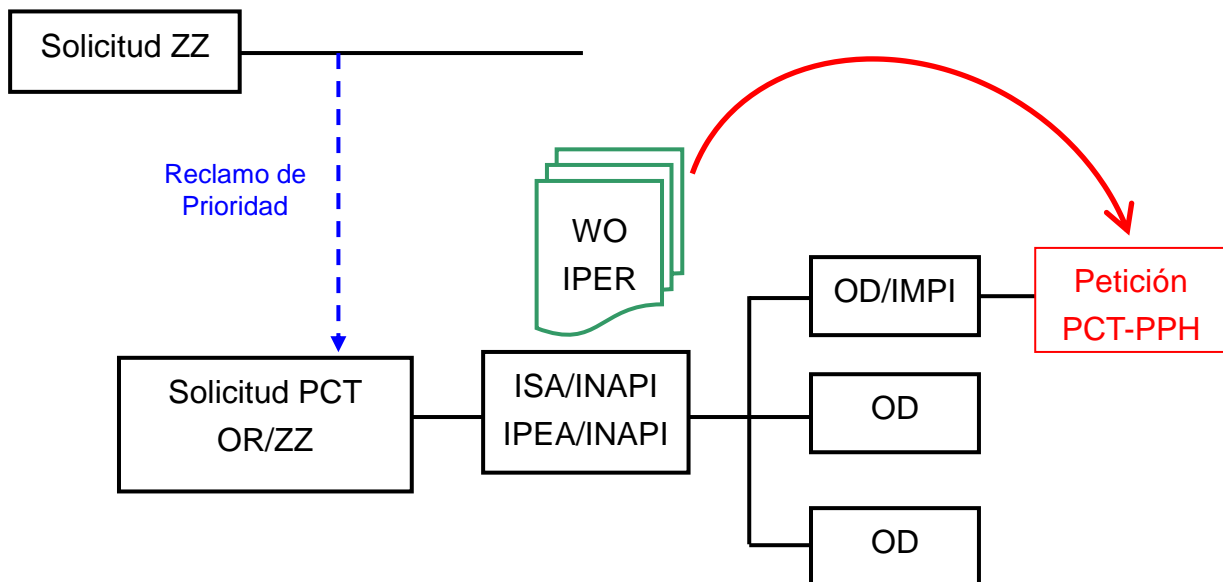 Solicitud ZZ
Reclamo de
Prioridad
WO
IPER
OD/IMPI
Petición
PCT-PPH
Solicitud PCT
OR/ZZ
ISA/INAPI
IPEA/INAPI
OD
OD